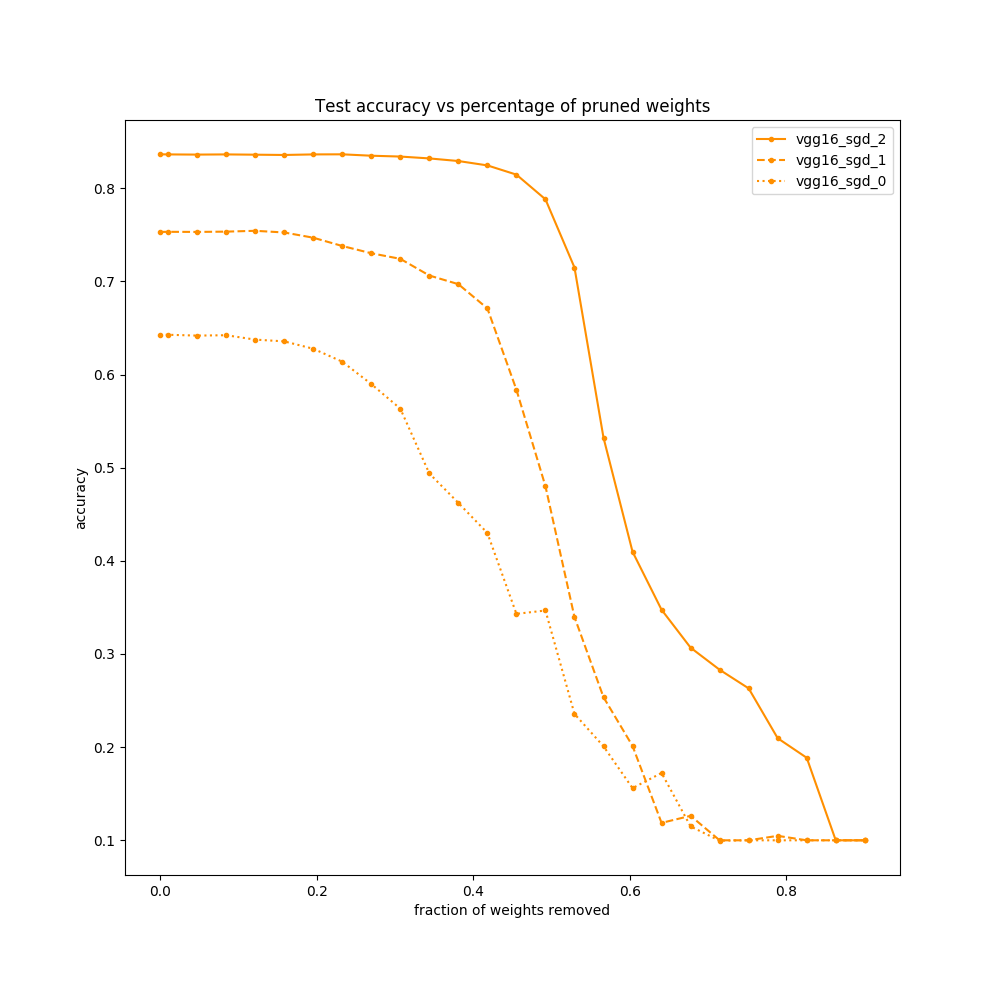 Test accuracy vs percentage of pruned weights
vgg16_sgd_2
vgg16_sgd_1
vgg16_sgd_0
accuracy
0.8
0.7
0.6
0.5
0.4
0.3
0.2
0.1
0.0 0.2 0.4 0.6 0.8
fraction of weights removed